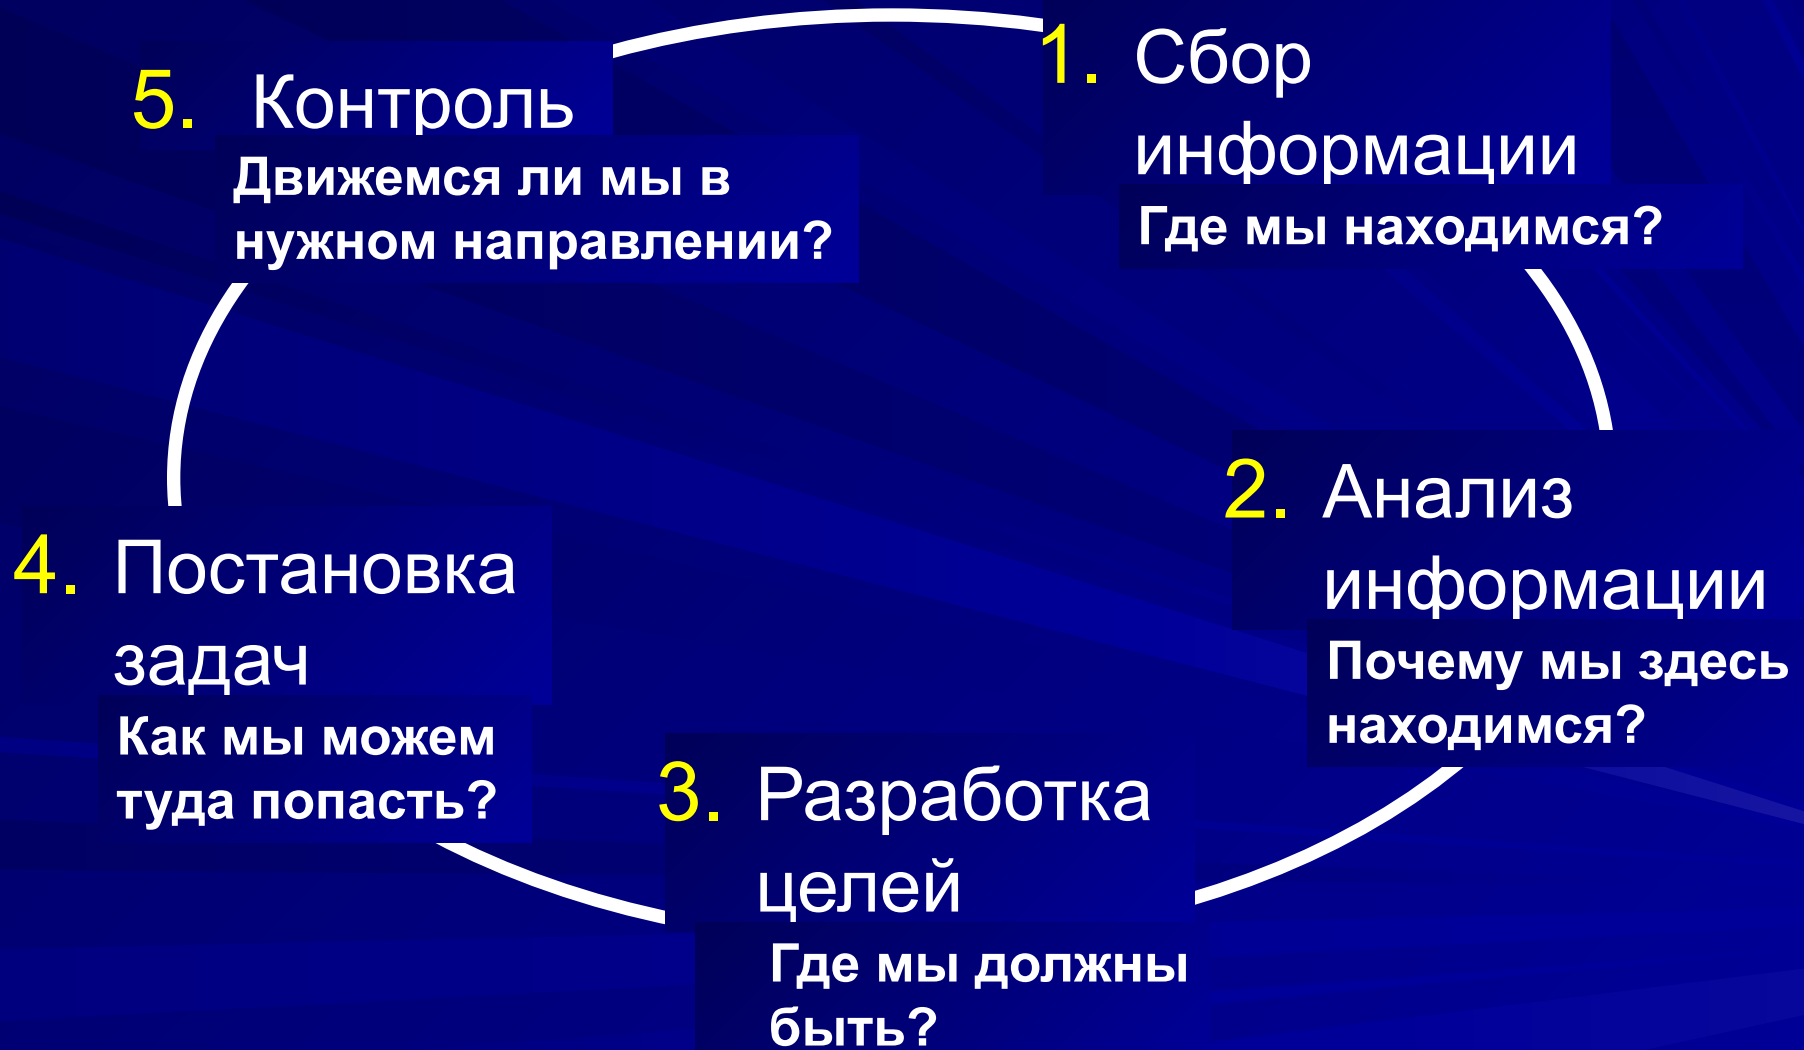 1. Сбор
информации
Где мы находимся?
2. Анализ
информации
Почему мы здесь
находимся?
3. Разработка
целей
Где мы должны
быть?
4. Постановка
задач
Как мы можем
туда попасть?
5. Контроль
Движемся ли мы в
нужном направлении?